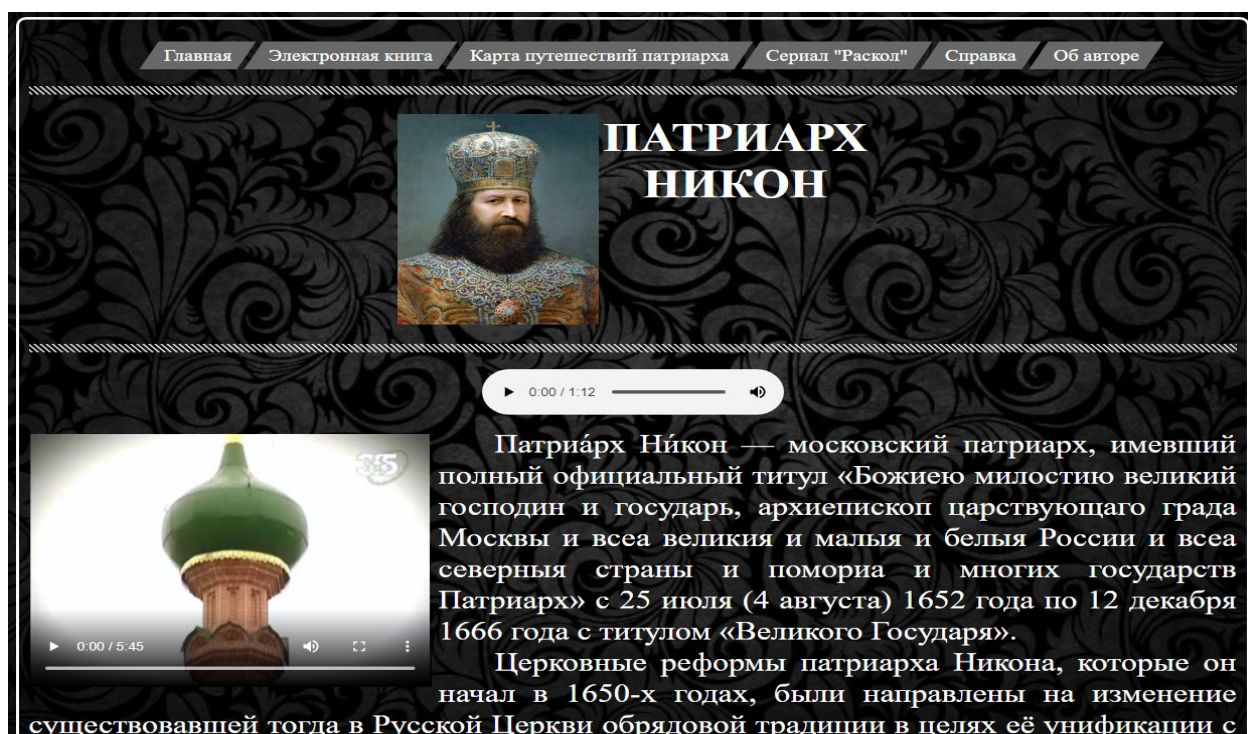 Главная Электронная книга Карта путешествий патриарха Сериал "Раскол" Справка Об авторе
ПАТРИАРХ
НИКОН
0:00 / 1:12
365
Патриа́рх Ни́кон — московский патриарх, имевший
полный официальный титул «Божиею милостию великий
господин и государь, архиепископ царствующаго града
Москвы и всеа великия и малыя и белыя России и всеа
северныя страны и помориа и многих государств
Патриарх» с 25 июля (4 августа) 1652 года по 12 декабря
1666 года с титулом «Великого Государя».
0:00 / 5:45
Церковные реформы патриарха Никона, которые он
начал в 1650-х годах, были направлены на изменение
существовавшей тогда в Русской Церкви обрядовой традиции в целях её унификации с